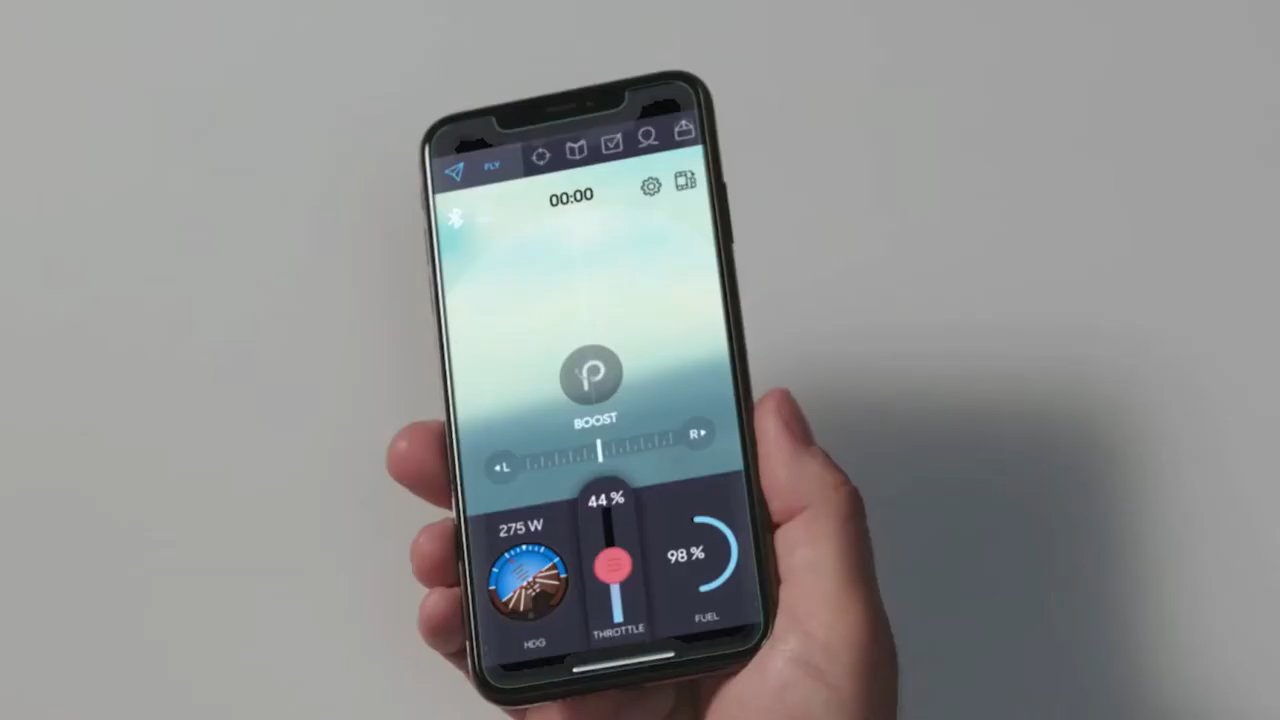 FLY
00:00
BOOST
L
R
44 %
275 W
98 %
HDG
THROTTLE
FUEL